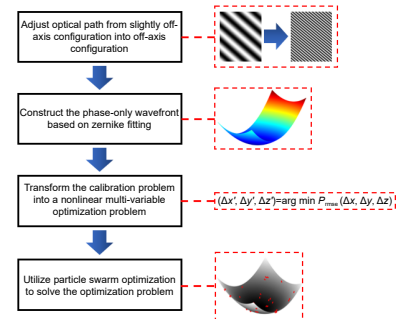 Adjust optical path from slightly off-
axis configuration into off-axis
configuration
Construct the phase-only wavefront
based on zernike fitting
Transform the calibration problem
into a nonlinear multi-variable
optimization problem
(Δx′, Δy′, Δz′)=arg min Pᵣₘₛₑ (Δx, Δy, Δz)
Utilize particle swarm optimization
to solve the optimization problem